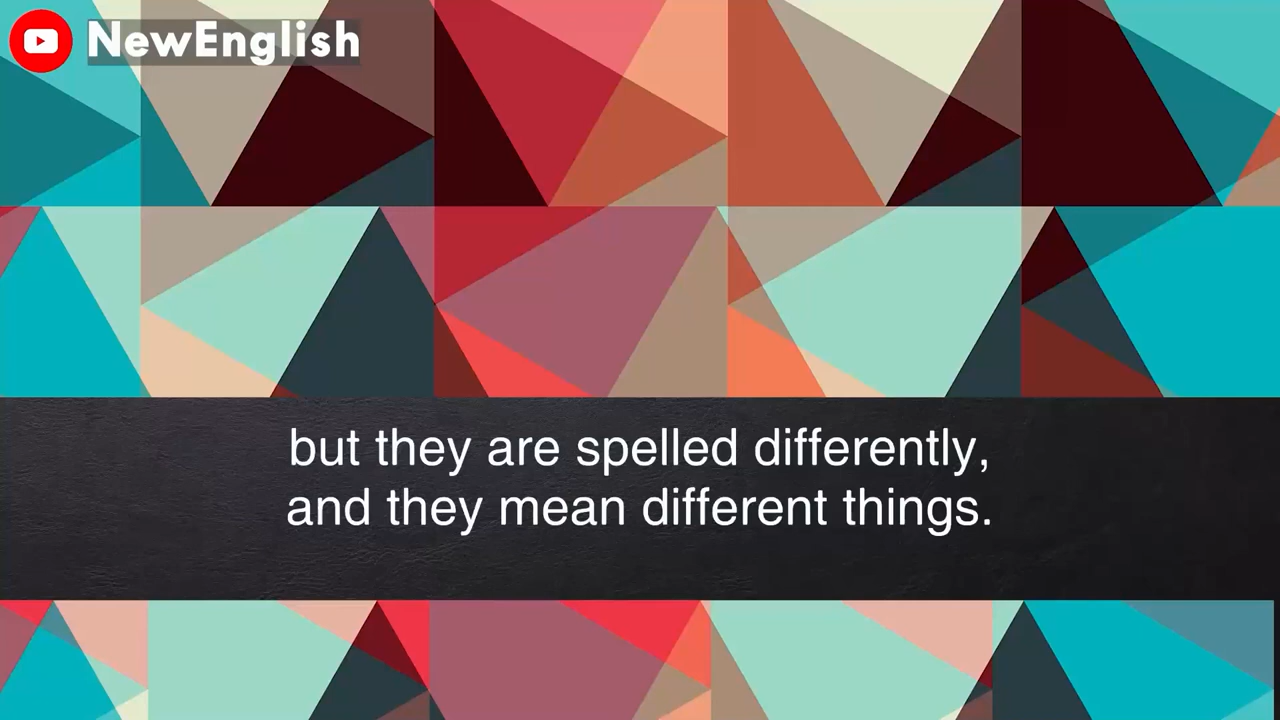 NewEnglish
but they are spelled differently,
and they mean different things.